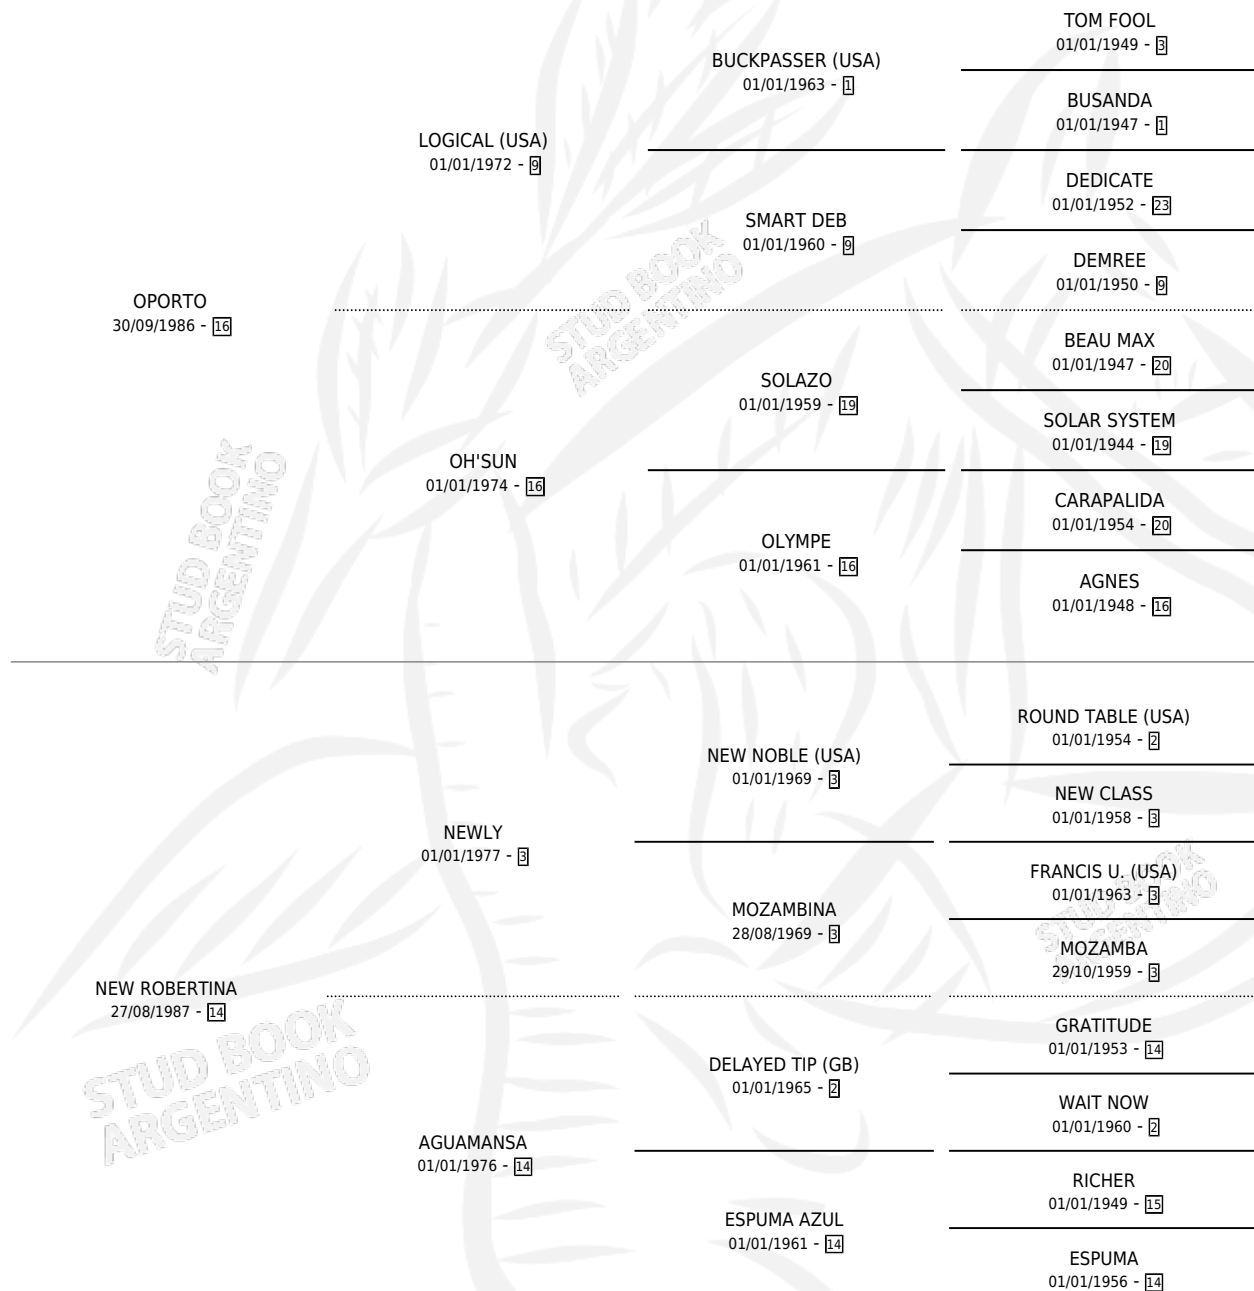 TOM FOOL
01/01/1949 - 3
BUCKPASSER (USA)
01/01/1963 - 1
BUSANDA
01/01/1947 - 1
LOGICAL (USA)
01/01/1972 - 9
DEDICATE
01/01/1952 - 23
SMART DEB
01/01/1960 - 9
DEMREE
01/01/1950 - 9
OPORTO
30/09/1986 - 16
BEAU MAX
01/01/1947 - 20
SOLAZO
01/01/1959 - 19
SOLAR SYSTEM
01/01/1944 - 19
OH'SUN
01/01/1974 - 16
CARAPALIDA
01/01/1954 - 20
OLYMPE
01/01/1961 - 16
AGNES
01/01/1948 - 16
ROUND TABLE (USA)
01/01/1954 - 2
NEW NOBLE (USA)
01/01/1969 - 3
NEW CLASS
01/01/1958 - 3
NEWLY
01/01/1977 - 3
FRANCIS U. (USA)
01/01/1963 - 3
MOZAMBINA
28/08/1969 - 3
MOZAMBA
29/10/1959 - 3
NEW ROBERTINA
27/08/1987 - 14
GRATITUDE
01/01/1953 - 14
DELAYED TIP (GB)
01/01/1965 - 2
WAIT NOW
01/01/1960 - 2
AGUAMANSA
01/01/1976 - 14
RICHER
01/01/1949 - 15
ESPUMA AZUL
01/01/1961 - 14
ESPUMA
01/01/1956 - 14
STUD BOOK
ARGENTINO
STUD BOOK
ARGENTINO
STUD BOOK
ARGENTINO
STUD BOOK
ARGENTINO